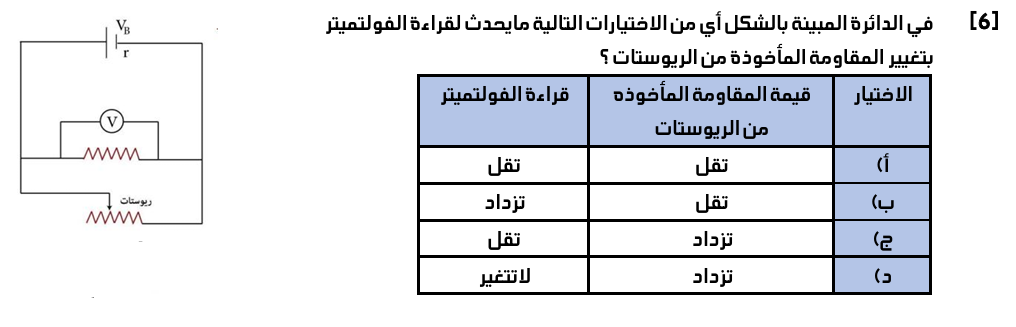 [6] في الدائرة المبينة بالشكل أي من الاختيارات التالية مايحدث لقراءة الفولتميتر
بتغيير المقاومة المأخوذة من الريوستات ؟
الاختيار قيمة المقاومة المأخوذه من الريوستات قراءة الفولتميتر
أ) تقل تقل
ب) تقل تزداد
ج) تزداد تقل
د) تزداد لاتتغير
V_B
r
V
ريوستات